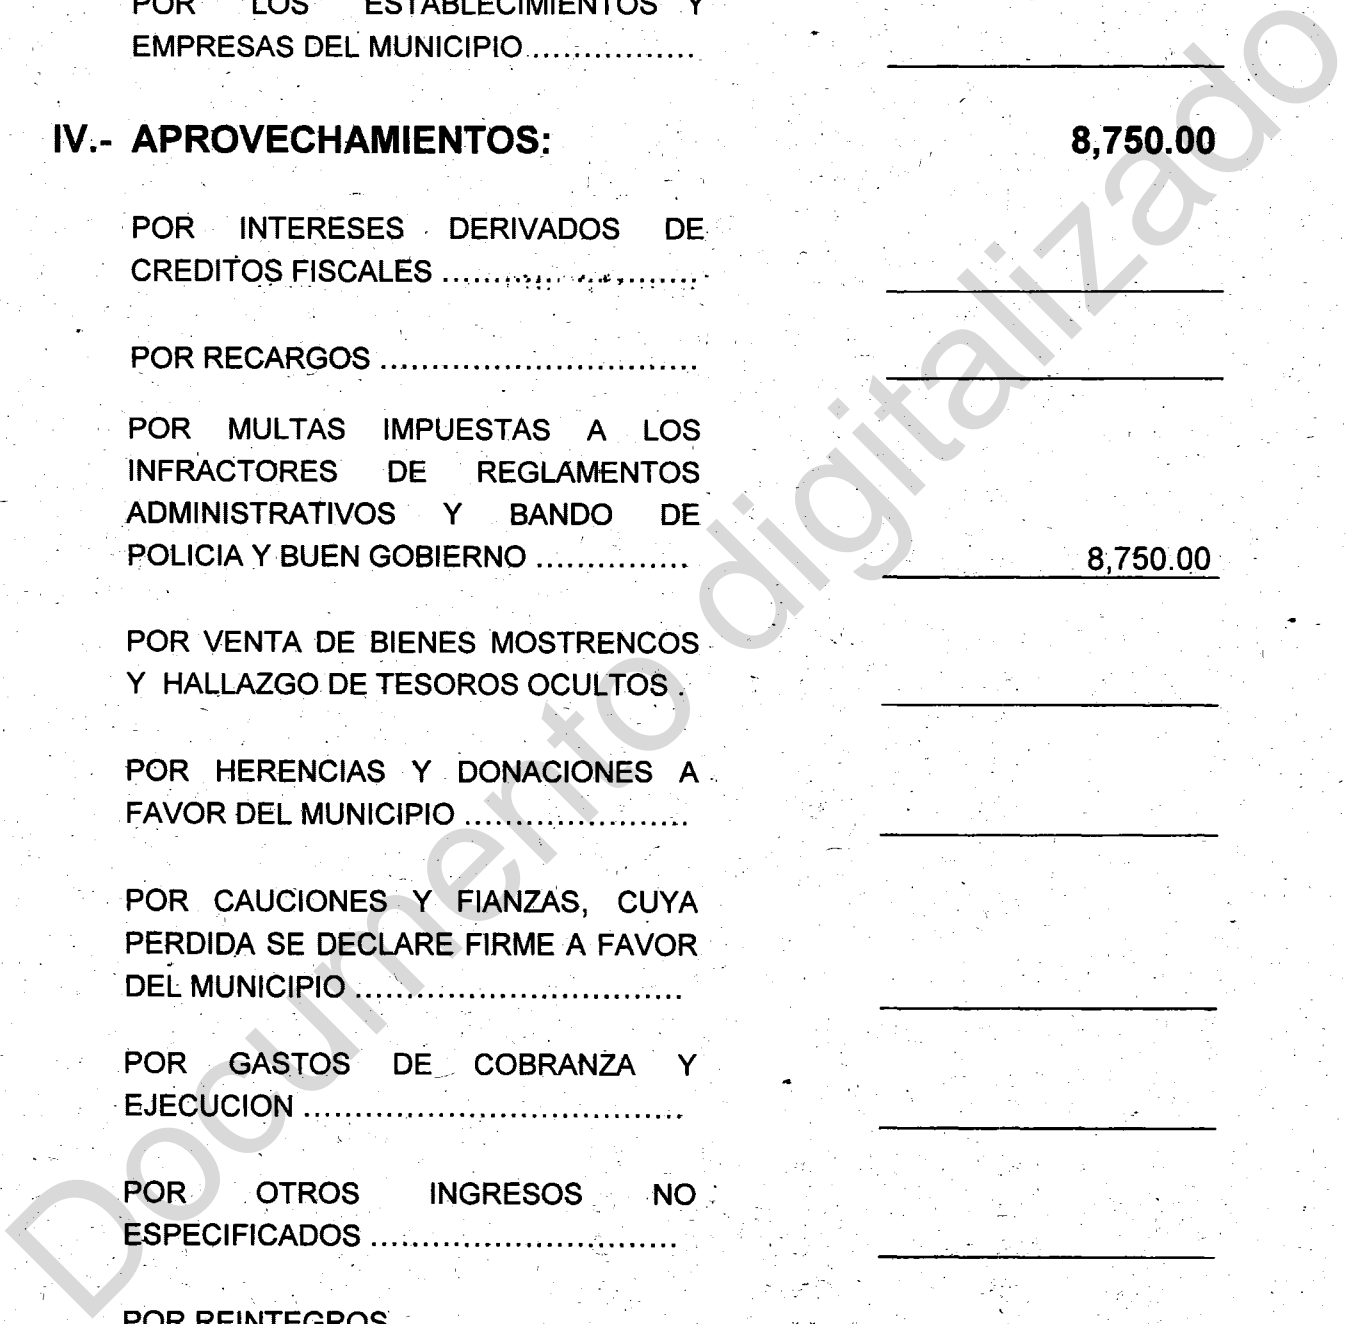 POR LOS ESTABLECIMIENTOS Y
EMPRESAS DEL MUNICIPIO ................
IV.- APROVECHAMIENTOS: 8,750.00
POR INTERESES DERIVADOS DE
CREDITOS FISCALES .........................
POR RECARGOS ..............................
POR MULTAS IMPUESTAS A LOS
INFRACTORES DE REGLAMENTOS
ADMINISTRATIVOS Y BANDO DE
POLICIA Y BUEN GOBIERNO ............... 8,750.00
POR VENTA DE BIENES MOSTRENCOS
Y HALLAZGO DE TESOROS OCULTOS .
POR HERENCIAS Y DONACIONES A
FAVOR DEL MUNICIPIO ......................
POR CAUCIONES Y FIANZAS, CUYA
PERDIDA SE DECLARE FIRME A FAVOR
DEL MUNICIPIO ................................
POR GASTOS DE COBRANZA Y
EJECUCION .....................................
POR OTROS INGRESOS NO
ESPECIFICADOS ..............................
POR REINTEGROS
Documento digitalizado